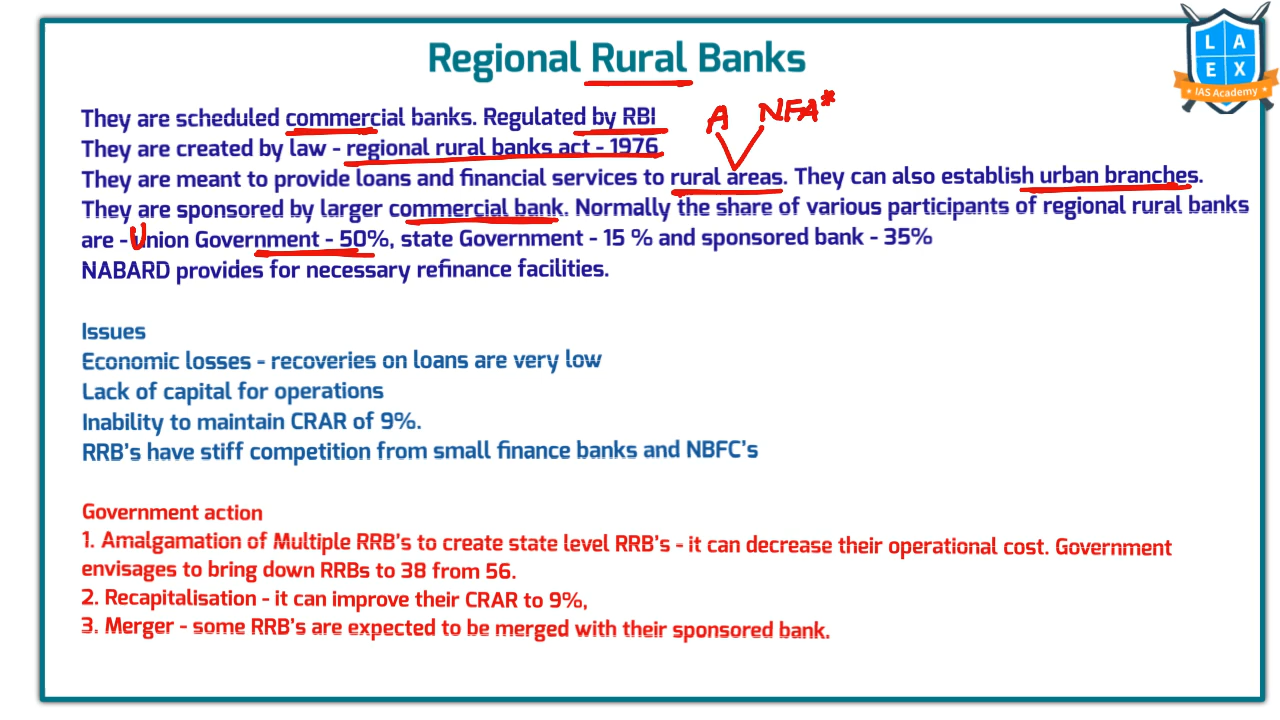 Regional Rural Banks
L A
E X
IAS Academy
A NFA*
They are scheduled commercial banks. Regulated by RBI
They are created by law - regional rural banks act - 1976
They are meant to provide loans and financial services to rural areas. They can also establish urban branches.
They are sponsored by larger commercial bank. Normally the share of various participants of regional rural banks
are - Union Government - 50%, state Government - 15 % and sponsored bank - 35%
NABARD provides for necessary refinance facilities.
Issues
Economic losses - recoveries on loans are very low
Lack of capital for operations
Inability to maintain CRAR of 9%.
RRB's have stiff competition from small finance banks and NBFC's
Government action
1. Amalgamation of Multiple RRB's to create state level RRB's - it can decrease their operational cost. Government
envisages to bring down RRBs to 38 from 56.
2. Recapitalisation - it can improve their CRAR to 9%,
3. Merger - some RRB's are expected to be merged with their sponsored bank.